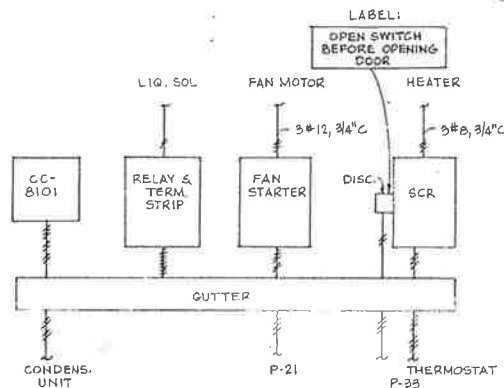 LABEL:
OPEN SWITCH
BEFORE OPENING
DOOR
LIQ. SOL
FAN MOTOR
HEATER
3#12, 3/4"C
3#8, 3/4"C
CC-
8101
RELAY &
TERM.
STRIP
FAN
STARTER
DISC.
SCR
GUTTER
CONDENS.
UNIT
P-21
THERMOSTAT
P-33